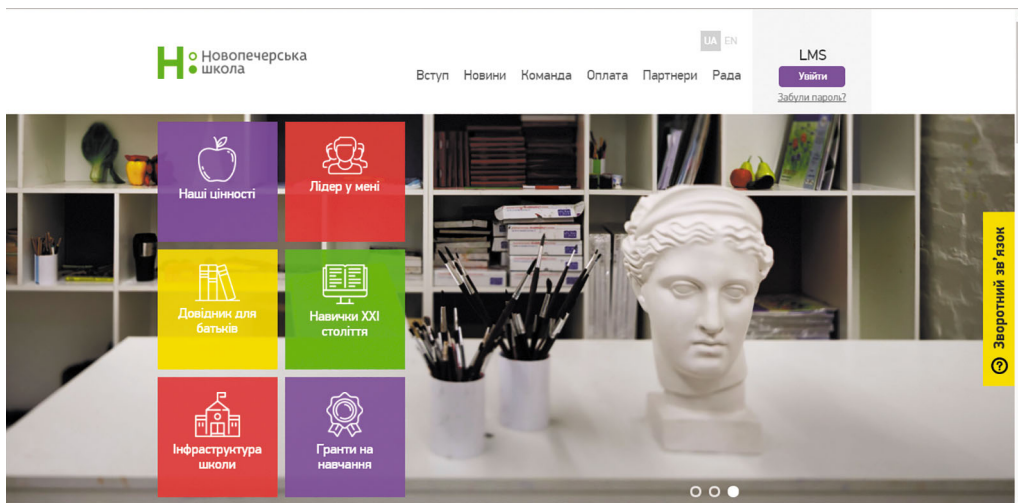 Н: Новопечерська
школа
UA EN
Вступ Новини Команда Оплата Партнери Рада
LMS
Увійти
Забули пароль?
Наші цінності
Лідер у мені
Довідник для
батьків
Навички XXI
століття
Інфраструктура
школи
Гранти на
навчання
Зворотний зв'язок